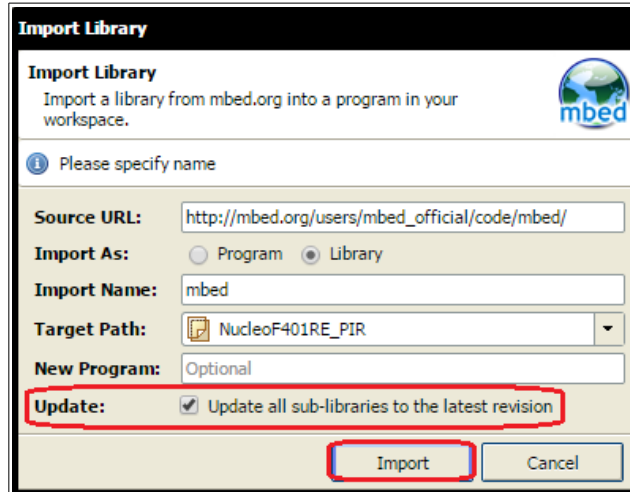 Import Library
Import Library
Import a library from mbed.org into a program in your
workspace.
mbed
Please specify name
Source URL: http://mbed.org/users/mbed_official/code/mbed/
Import As: Program Library
Import Name: mbed
Target Path: NucleoF401RE_PIR
New Program: Optional
Update: Update all sub-libraries to the latest revision
Import Cancel